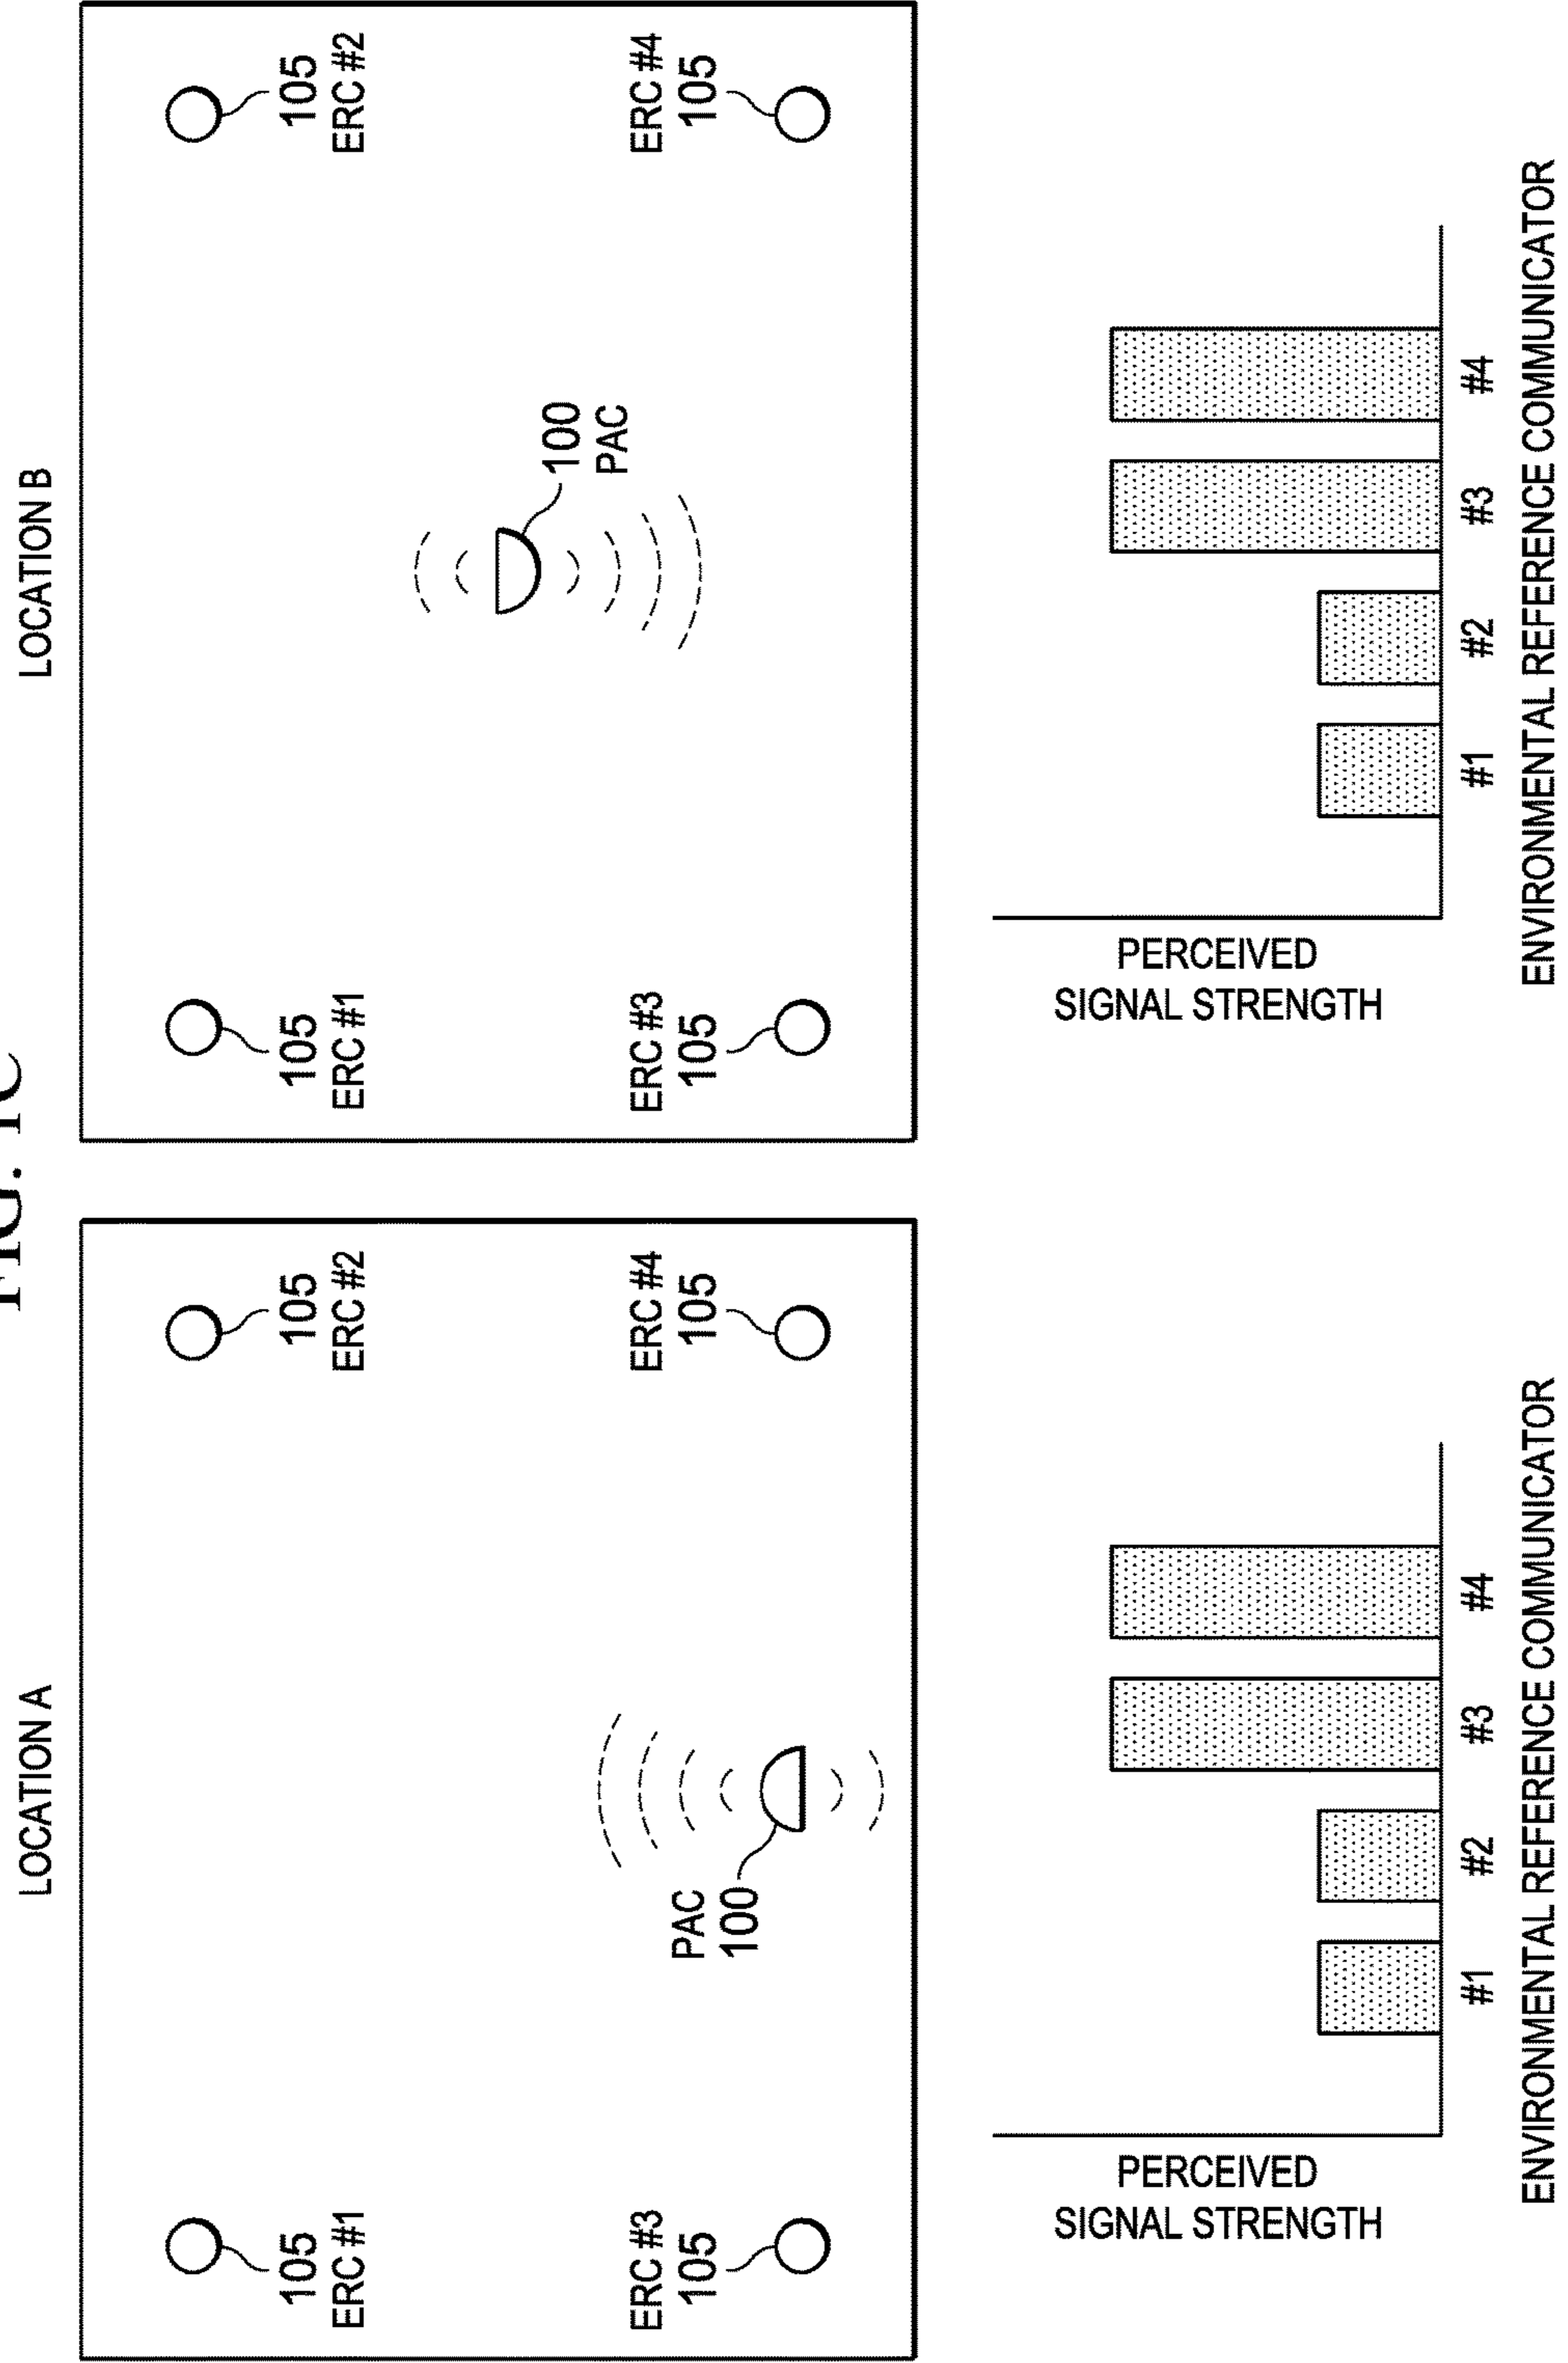 FIG. 1C
LOCATION A
105
ERC #1
105
ERC #2
PAC
100
ERC #3
105
ERC #4
105
PERCEIVED
SIGNAL STRENGTH
#1 #2 #3 #4
ENVIRONMENTAL REFERENCE COMMUNICATOR
LOCATION B
105
ERC #1
105
ERC #2
100
PAC
ERC #3
105
ERC #4
105
PERCEIVED
SIGNAL STRENGTH
#1 #2 #3 #4
ENVIRONMENTAL REFERENCE COMMUNICATOR